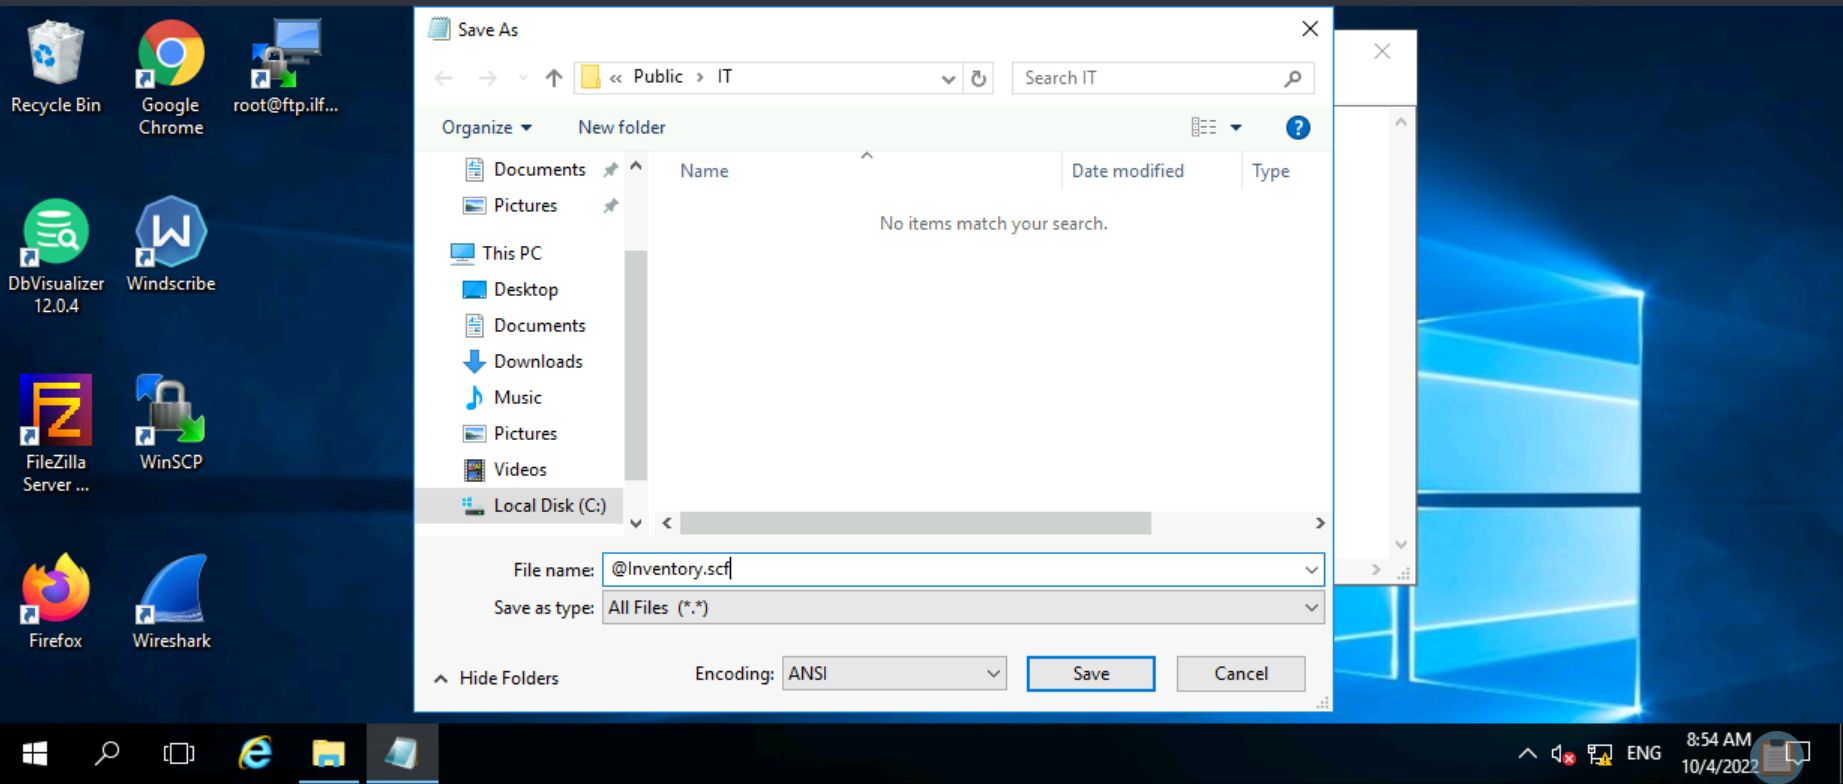 Save As
« Public › IT
Search IT
Organize
New folder
?
Documents
Pictures
This PC
Desktop
Documents
Downloads
Music
Pictures
Videos
Local Disk (C:)
Name
Date modified
Type
No items match your search.
File name:
@Inventory.scf
Save as type:
All Files (*.*)
Hide Folders
Encoding:
ANSI
Save
Cancel
Recycle Bin
Google
Chrome
root@ftp.ilf...
DbVisualizer
12.0.4
Windscribe
FileZilla
Server ...
WinSCP
Firefox
Wireshark
ENG
8:54 AM
10/4/2022